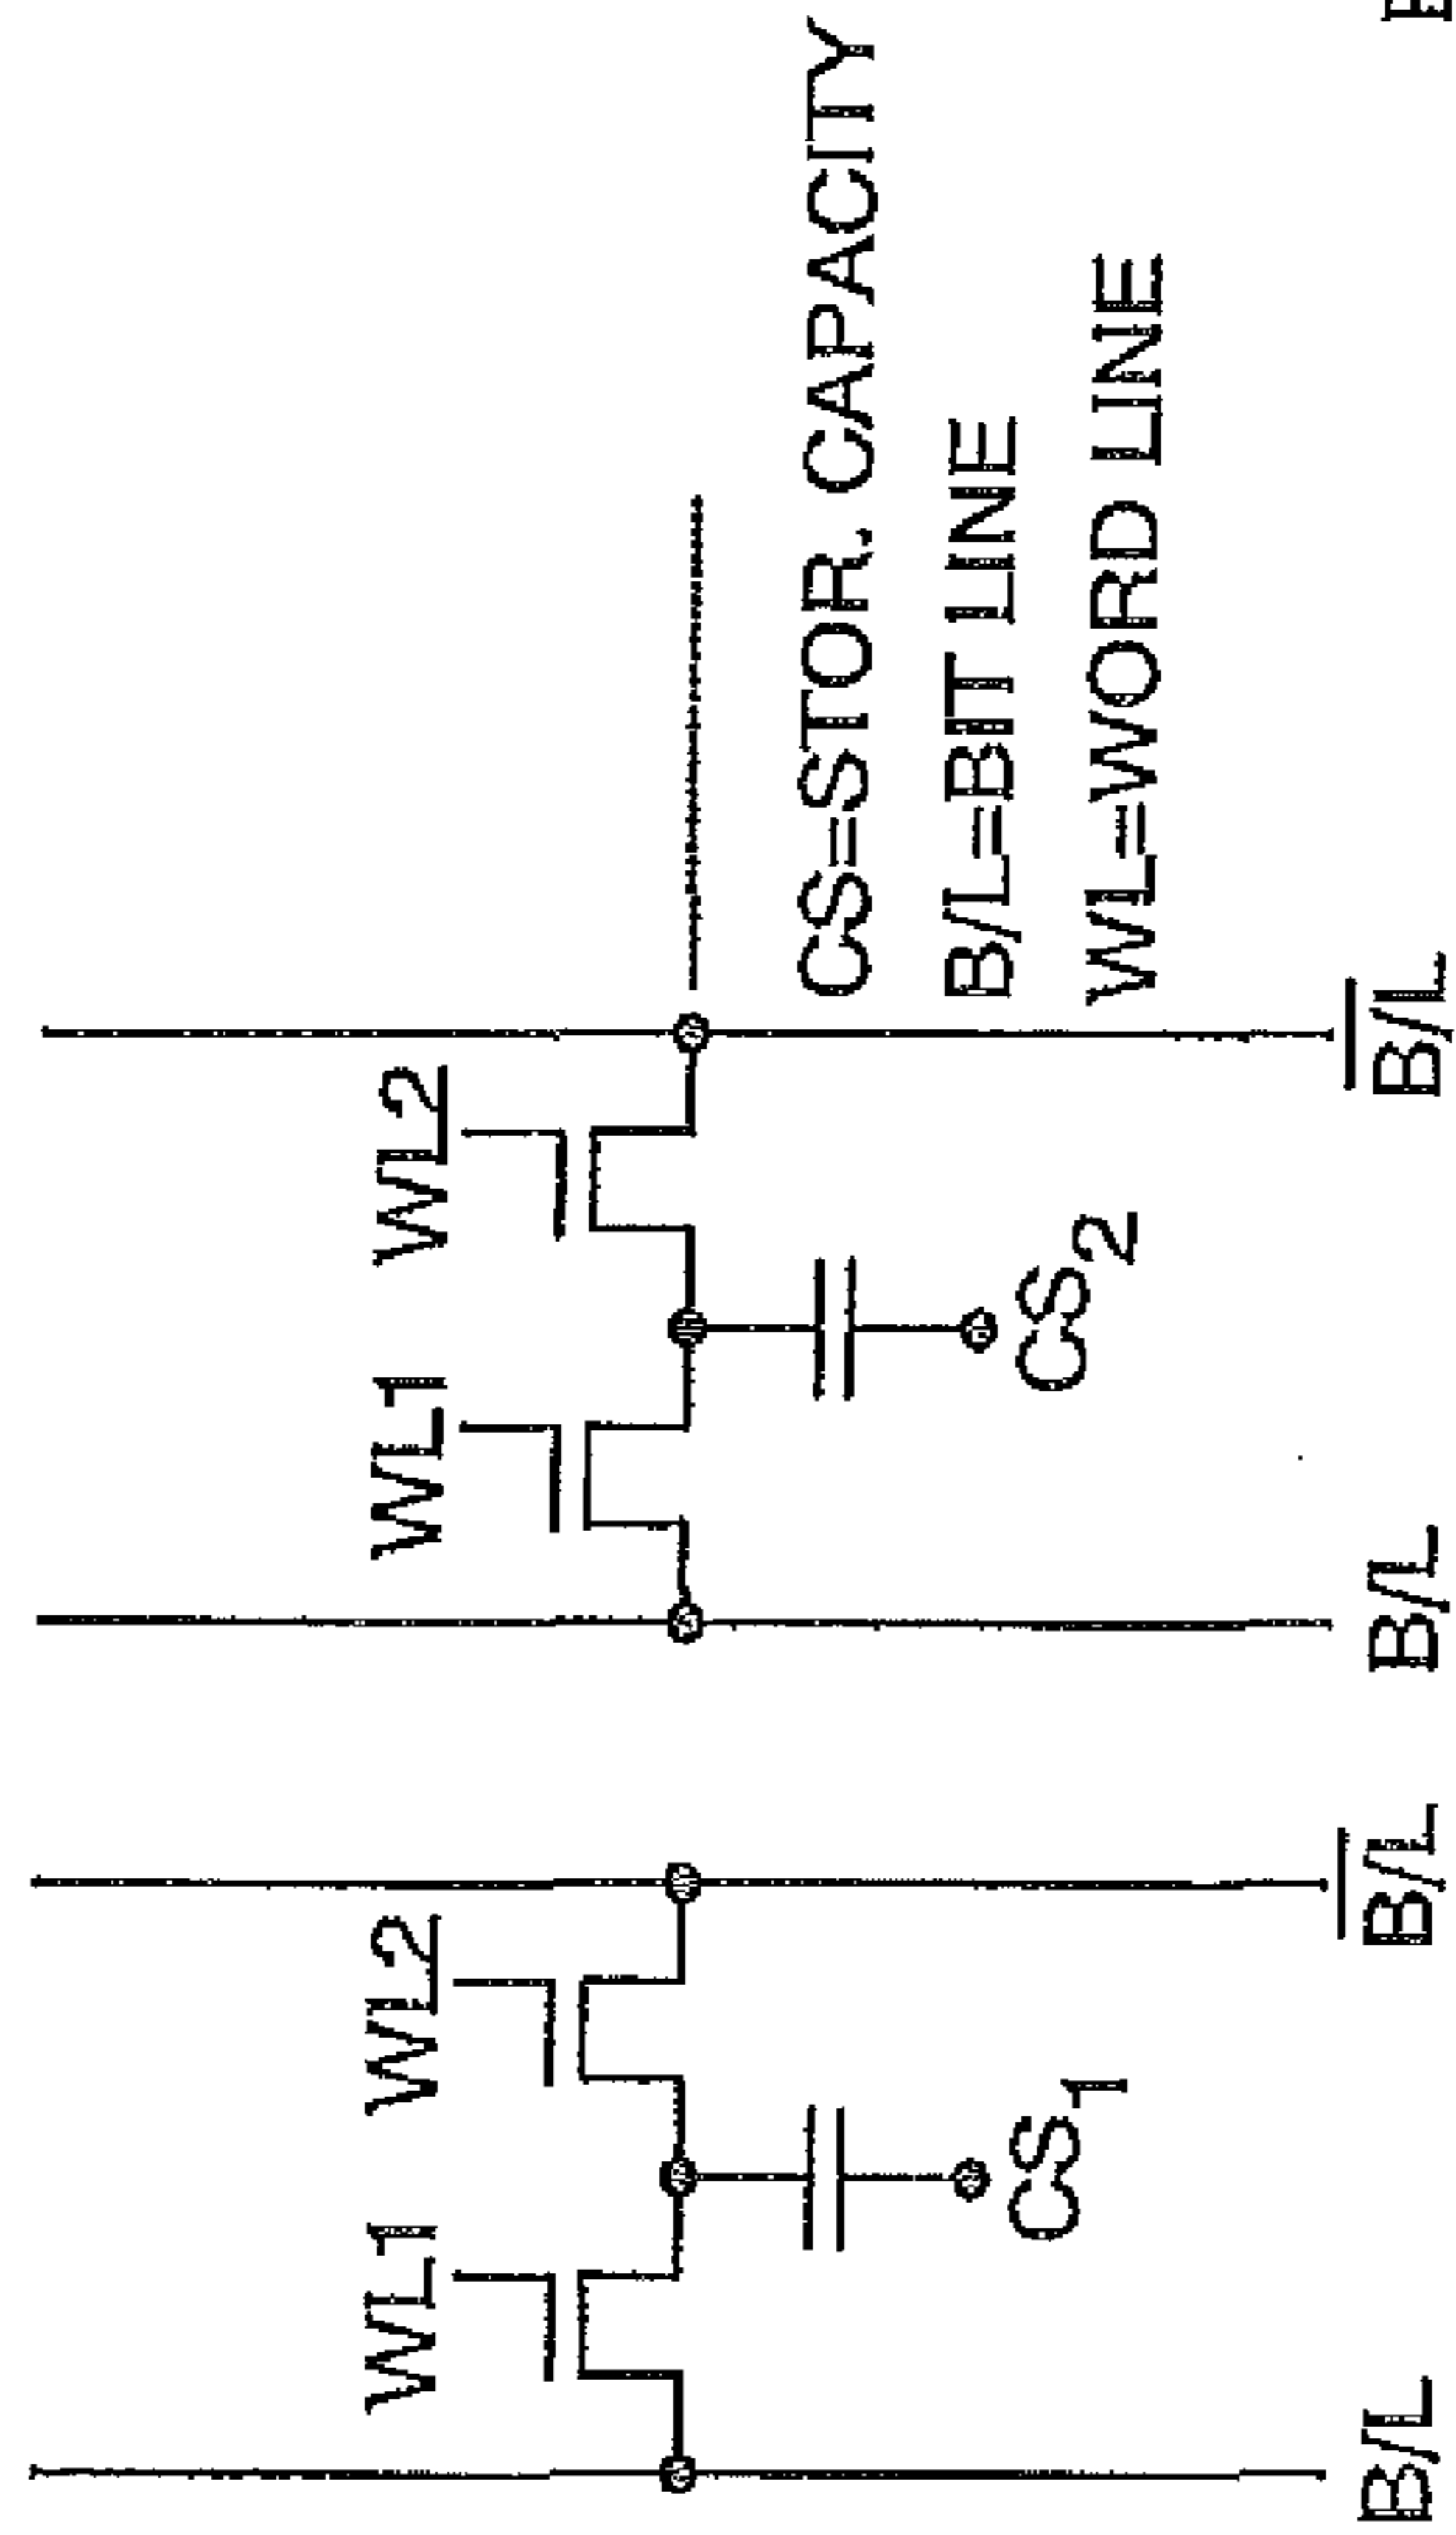 WL1 WL2 WL1 WL2
CS=STOR. CAPACITY
CS1 CS2
B/L=BIT LINE
WL=WORD LINE
B/L B/L B/L B/L